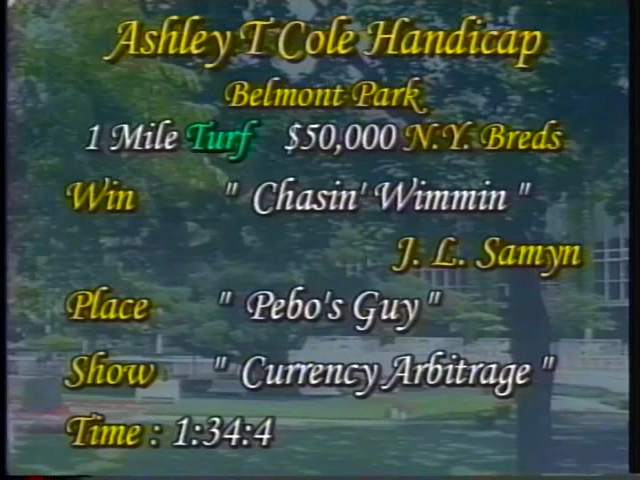 Ashley T Cole Handicap
Belmont Park
1 Mile Turf $50,000 N.Y. Breds
Win " Chasin' Wimmin "
J. L. Samyn
Place " Pebo's Guy "
Show " Currency Arbitrage "
Time : 1:34:4